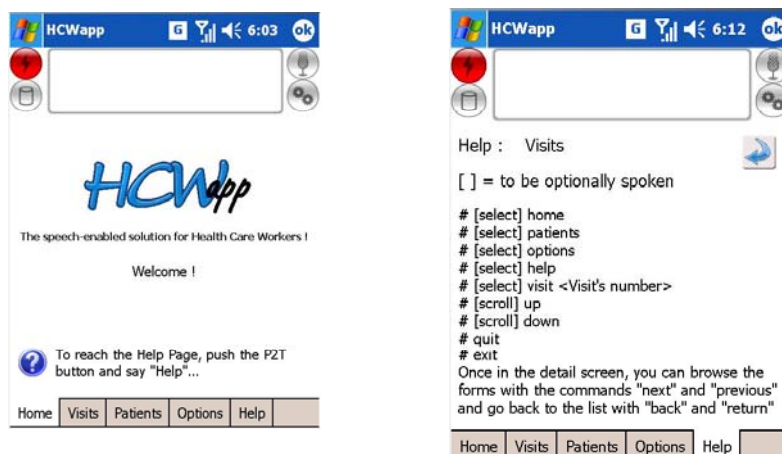 HCWapp G 6:03 ok
HCWapp
The speech-enabled solution for Health Care Workers !
Welcome !
To reach the Help Page, push the P2T
button and say "Help"...
Home Visits Patients Options Help
HCWapp G 6:12 ok
Help : Visits
[ ] = to be optionally spoken
# [select] home
# [select] patients
# [select] options
# [select] help
# [select] visit <Visit's number>
# [scroll] up
# [scroll] down
# quit
# exit
Once in the detail screen, you can browse the
forms with the commands "next" and "previous"
and go back to the list with "back" and "return"
Home Visits Patients Options Help